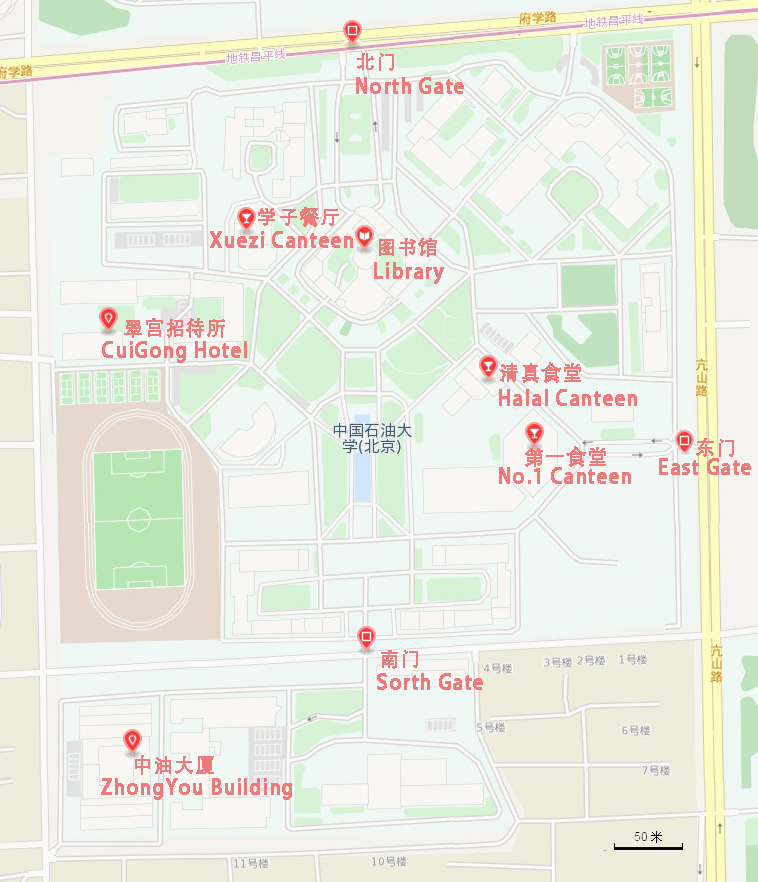 府学路
地铁昌平线
地铁昌平线
府学路
北门
North Gate
学子餐厅
Xuezi Canteen
图书馆
Library
翠宫招待所
CuiGong Hotel
清真食堂
Halal Canteen
亢山路
中国石油大
学(北京)
第一食堂
No.1 Canteen
东门
East Gate
南门
Sorth Gate
4号楼
3号楼
2号楼
1号楼
亢山路
5号楼
6号楼
7号楼
中油大厦
ZhongYou Building
50 米
11号楼
10号楼